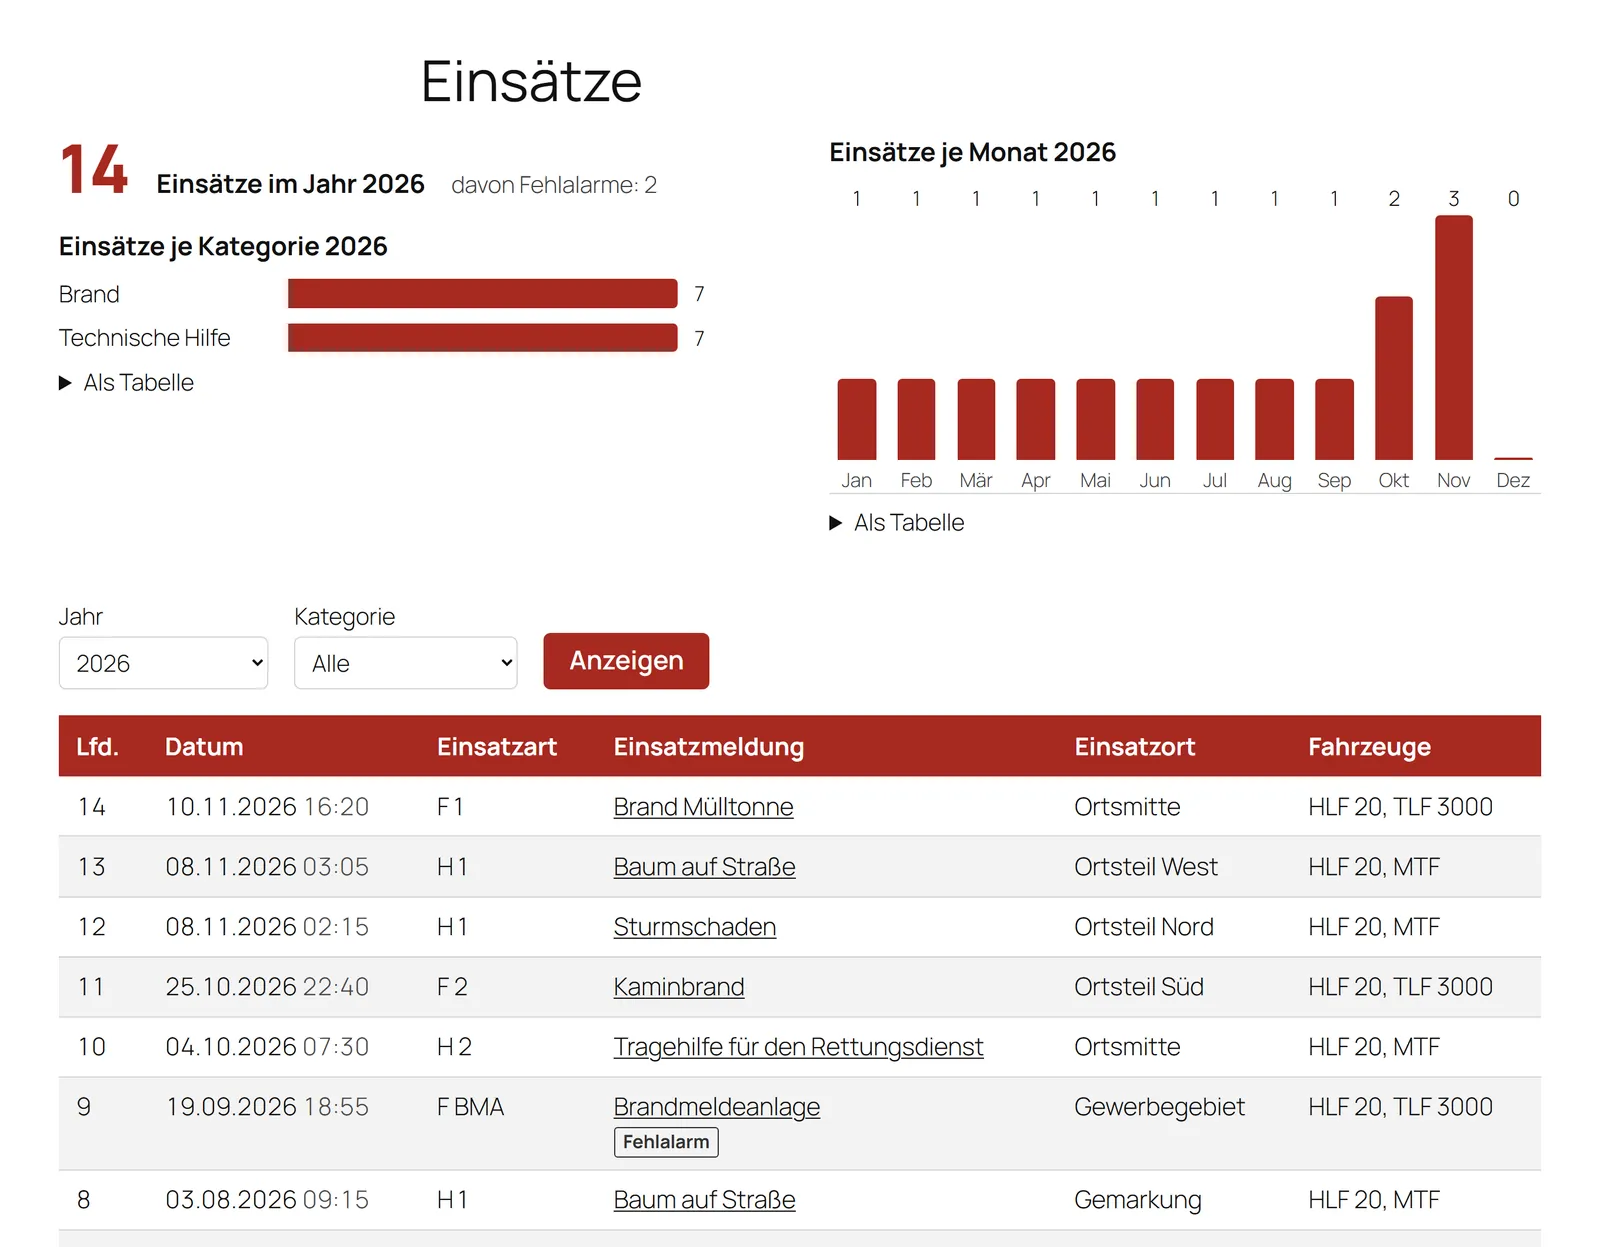 Einsätze
14 Einsätze im Jahr 2026 davon Fehlalarme: 2
Einsätze je Kategorie 2026
Brand 7
Technische Hilfe 7
▶ Als Tabelle
Einsätze je Monat 2026
1 1 1 1 1 1 1 1 1 2 3 0
Jan Feb Mär Apr Mai Jun Jul Aug Sep Okt Nov Dez
▶ Als Tabelle
Jahr Kategorie
2026 Alle Anzeigen
Lfd. Datum Einsatzart Einsatzmeldung Einsatzort Fahrzeuge
14 10.11.2026 16:20 F 1 Brand Mülltonne Ortsmitte HLF 20, TLF 3000
13 08.11.2026 03:05 H 1 Baum auf Straße Ortsteil West HLF 20, MTF
12 08.11.2026 02:15 H 1 Sturmschaden Ortsteil Nord HLF 20, MTF
11 25.10.2026 22:40 F 2 Kaminbrand Ortsteil Süd HLF 20, TLF 3000
10 04.10.2026 07:30 H 2 Tragehilfe für den Rettungsdienst Ortsmitte HLF 20, MTF
9 19.09.2026 18:55 F BMA Brandmeldeanlage Gewerbegebiet HLF 20, TLF 3000
Fehlalarm
8 03.08.2026 09:15 H 1 Baum auf Straße Gemarkung HLF 20, MTF